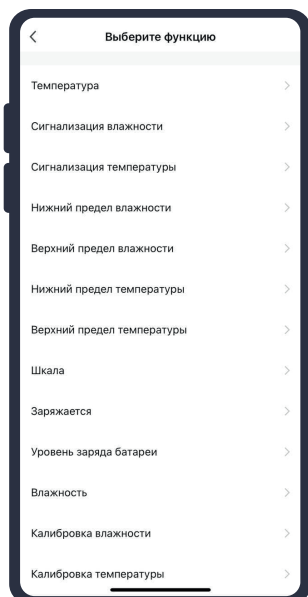 Выберите функцию
Температура
Сигнализация влажности
Сигнализация температуры
Нижний предел влажности
Верхний предел влажности
Нижний предел температуры
Верхний предел температуры
Шкала
Заряжается
Уровень заряда батареи
Влажность
Калибровка влажности
Калибровка температуры